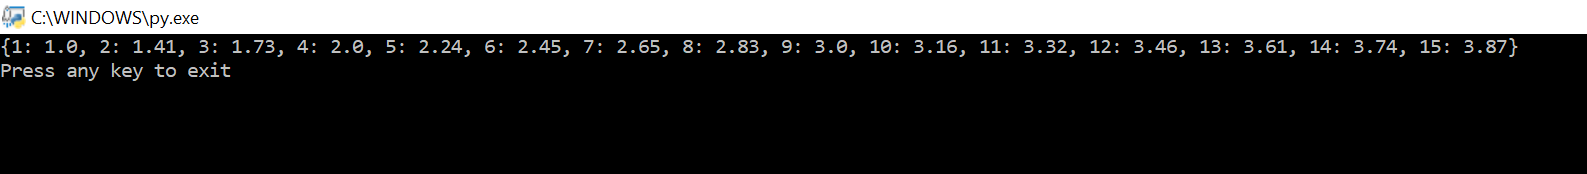 C:\WINDOWS\py.exe
{1: 1.0, 2: 1.41, 3: 1.73, 4: 2.0, 5: 2.24, 6: 2.45, 7: 2.65, 8: 2.83, 9: 3.0, 10: 3.16, 11: 3.32, 12: 3.46, 13: 3.61, 14: 3.74, 15: 3.87}
Press any key to exit